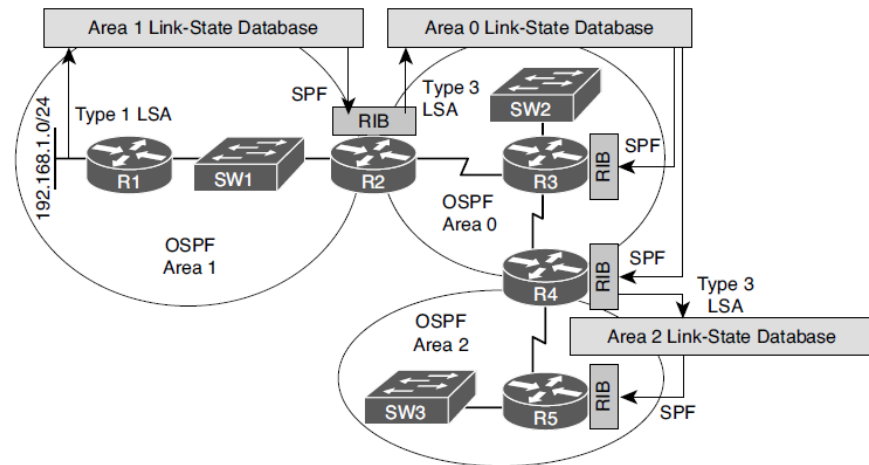 Area 1 Link-State Database
Area 0 Link-State Database
SPF
Type 3
LSA
SW2
Type 1 LSA
RIB
SPF
RIB
192.168.1.0/24
R1
SW1
R2
R3
OSPF
Area 0
OSPF
Area 1
SPF
RIB
R4
Type 3
LSA
OSPF
Area 2
Area 2 Link-State Database
SW3
R5
RIB
SPF